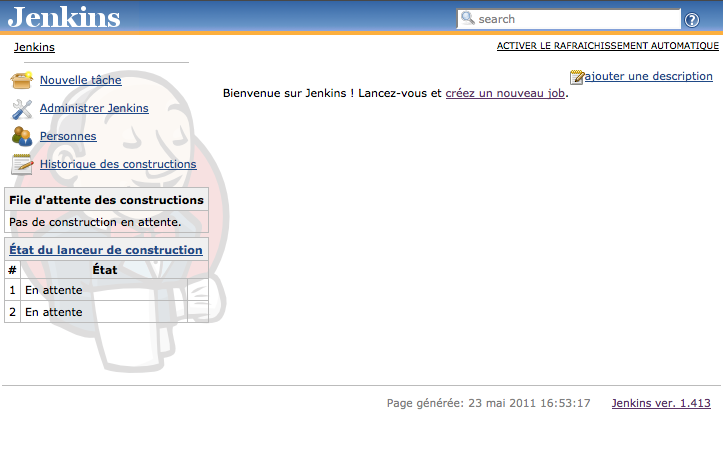 Jenkins
search
?
Jenkins
ACTIVER LE RAFRAICHISSEMENT AUTOMATIQUE
Nouvelle tâche
Administrer Jenkins
Personnes
Historique des constructions
ajouter une description
Bienvenue sur Jenkins ! Lancez-vous et créez un nouveau job.
File d'attente des constructions
Pas de construction en attente.
État du lanceur de construction
# État
1 En attente
2 En attente
Page générée: 23 mai 2011 16:53:17 Jenkins ver. 1.413